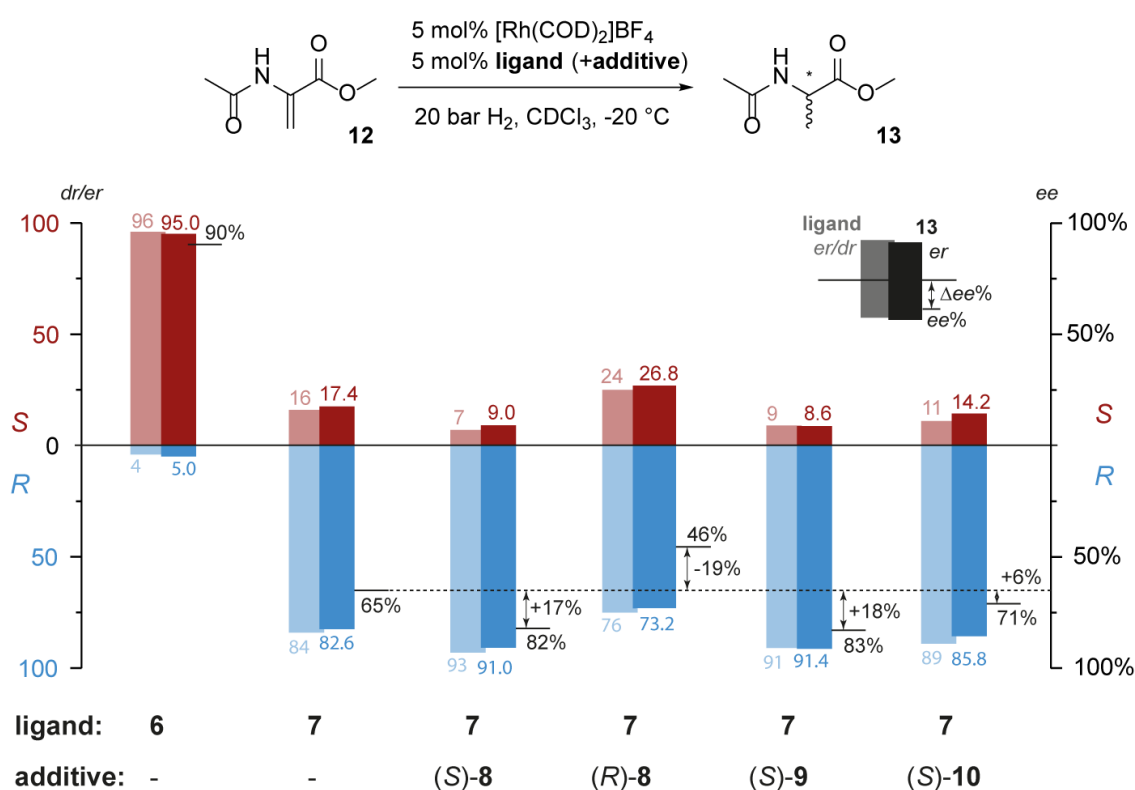 5 mol% [Rh(COD)2]BF4
5 mol% ligand (+additive)
20 bar H2, CDCl3, -20 °C
H
N
O
O
O
12
H
N
*
O
O
O
13
dr/er
ee
100
50
S
0
R
50
100
100%
50%
S
0
R
50%
100%
96 95.0
90%
4 5.0
16 17.4
84 82.6
65%
7 9.0
93 91.0
+17%
82%
24 26.8
76 73.2
46%
-19%
9 8.6
91 91.4
+18%
83%
11 14.2
89 85.8
+6%
71%
ligand 13
er/dr er
Δee%
ee%
ligand: 6 7 7 7 7 7
additive: - - (S)-8 (R)-8 (S)-9 (S)-10